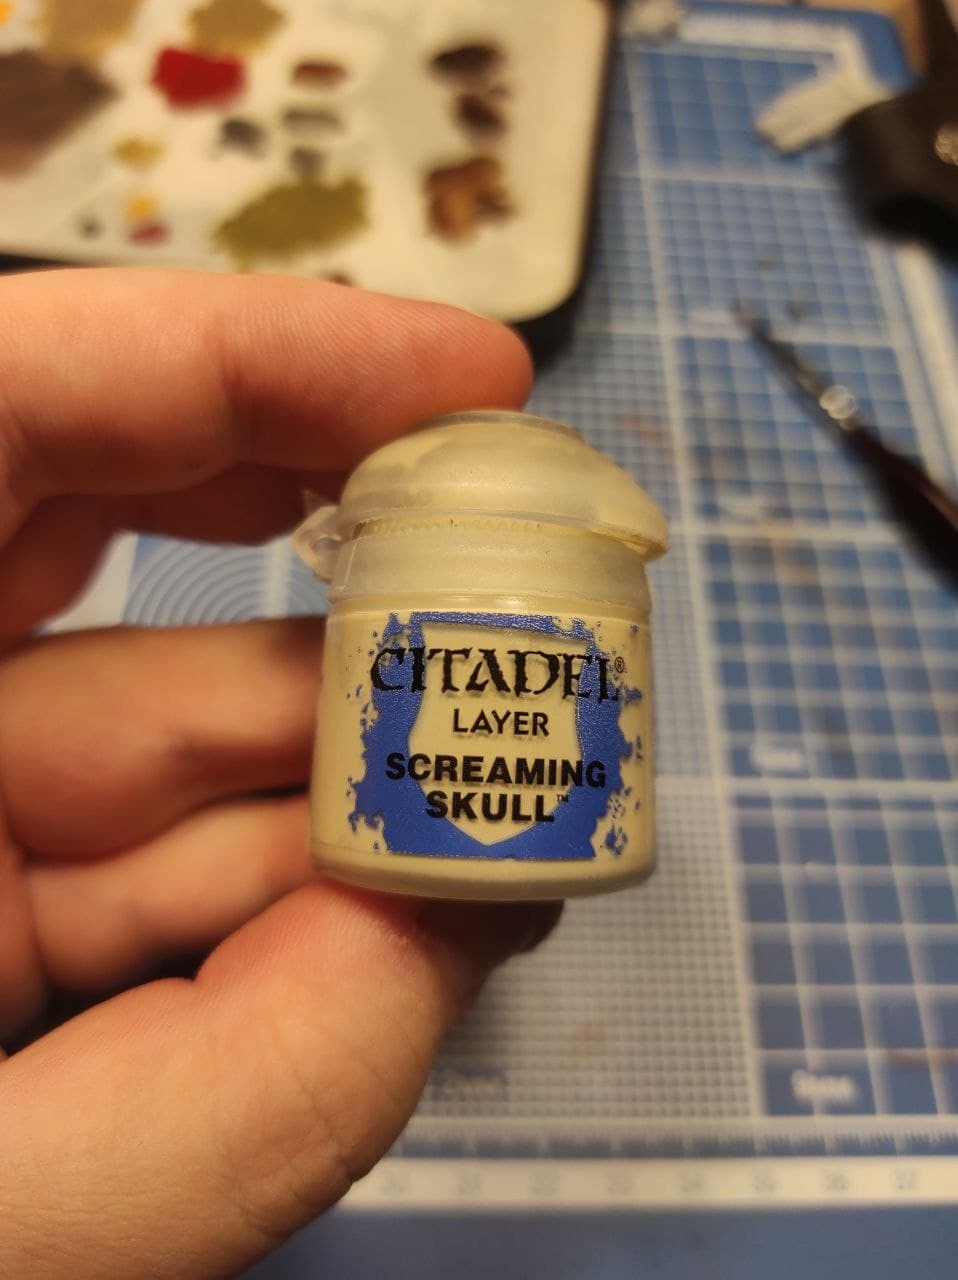 CITADEL®
LAYER
SCREAMING
SKULL™